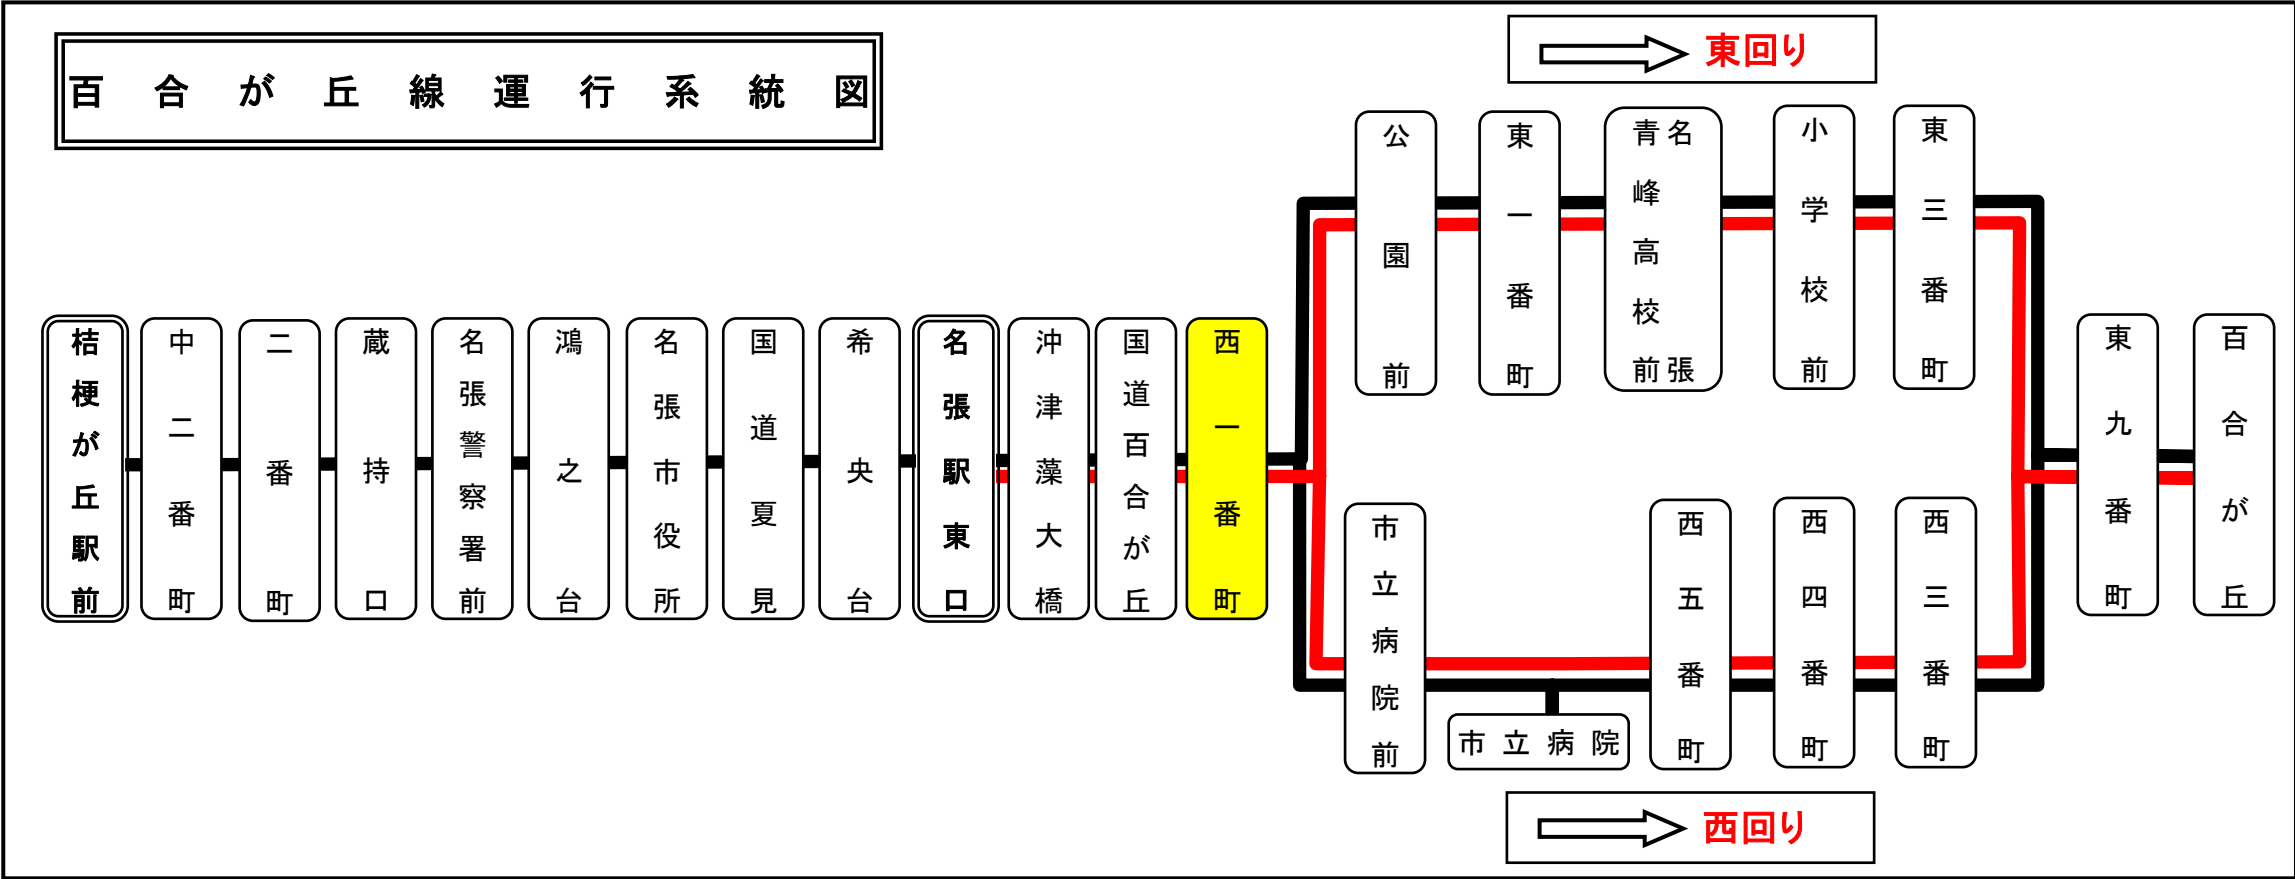 百合が丘線運行系統図
東回り
公園前
東一番町
名張
青峰高校前
小学校前
東三番町
桔梗が丘駅前
中二番町
二番町
蔵持口
名張警察署前
鴻之台
名張市役所
国道夏見
希央台
名張駅東口
沖津藻大橋
国道百合が丘
西一番町
東九番町
百合が丘
市立病院前
市立病院
西五番町
西四番町
西三番町
西回り